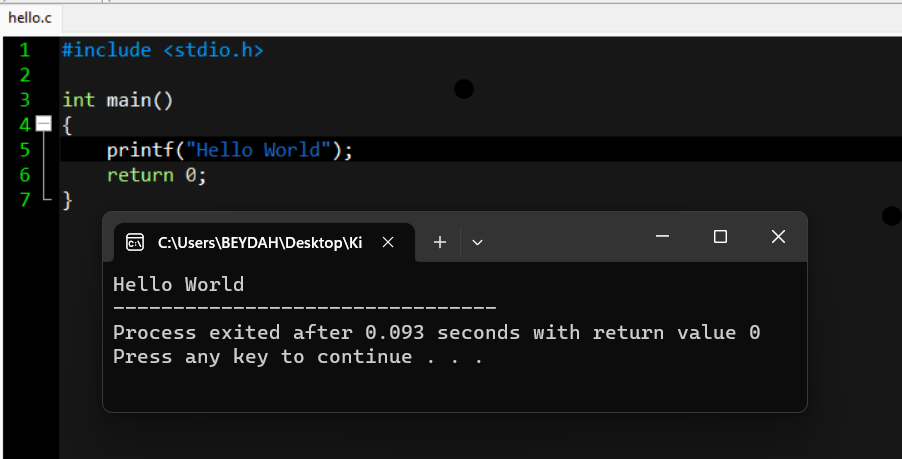 hello.c
1 #include <stdio.h>
2
3 int main()
4 {
5 printf("Hello World");
6 return 0;
7 }
C:\Users\BEYDAH\Desktop\Ki
Hello World
--------------------------------
Process exited after 0.093 seconds with return value 0
Press any key to continue . . .